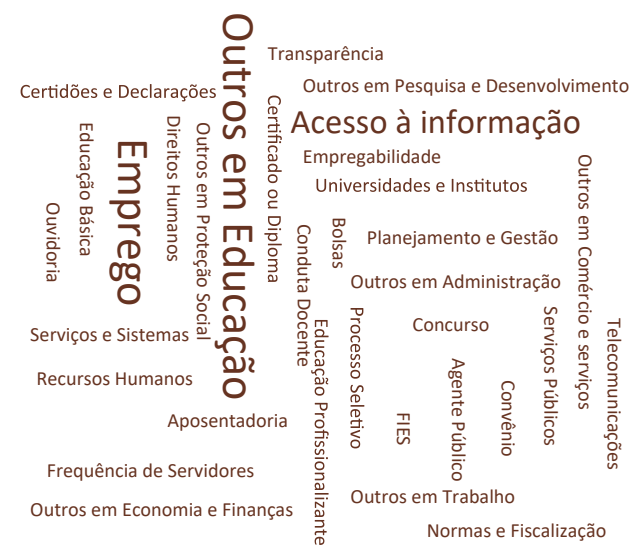 Transparência
Outros em Educação
Outros em Pesquisa e Desenvolvimento
Certidões e Declarações
Certificado ou Diploma
Acesso à informação
Educação Básica
Emprego
Direitos Humanos
Outros em Proteção Social
Empregabilidade
Universidades e Institutos
Outros em Comércio e serviços
Ouvidoria
Conduta Docente
Bolsas
Planejamento e Gestão
Outros em Administração
Serviços e Sistemas
Educação Profissionalizante
Processo Seletivo
Concurso
Serviços Públicos
Telecomunicações
Recursos Humanos
Agente Público
Convênio
Aposentadoria
FIES
Frequência de Servidores
Outros em Trabalho
Outros em Economia e Finanças
Normas e Fiscalização